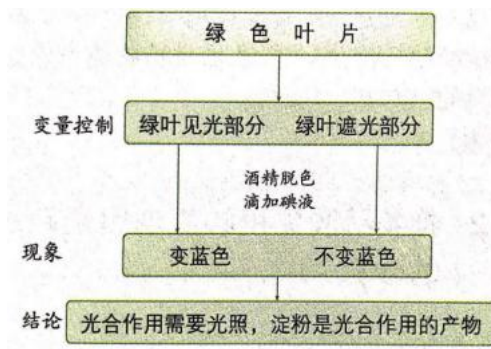 绿 色 叶 片
变量控制 绿叶见光部分 绿叶遮光部分
酒精脱色
滴加碘液
现象 变蓝色 不变蓝色
结论 光合作用需要光照，淀粉是光合作用的产物